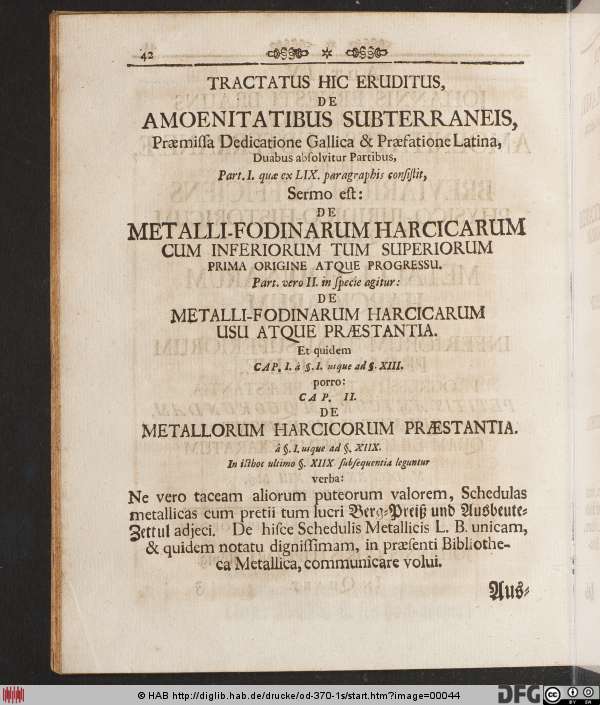 42
TRACTATUS HIC ERUDITUS,
DE
AMOENITATIBUS SUBTERRANEIS,
Præmiſſa Dedicatione Gallica & Præfatione Latina,
Duabus abſolvitur Partibus,
Part. I. quæ ex LIX. paragraphis conſiſtit,
Sermo eſt:
DE
METALLI-FODINARUM HARCICARUM
CUM INFERIORUM TUM SUPERIORUM
PRIMA ORIGINE ATQUE PROGRESSU.
Part. vero II. in ſpecie agitur:
DE
METALLI-FODINARUM HARCICARUM
USU ATQUE PRÆSTANTIA.
Et quidem
CAP. I. à §. I. usque ad §. XIII.
porro:
CAP. II.
DE
METALLORUM HARCICORUM PRÆSTANTIA.
à §. I. usque ad §. XIIX.
In iſthoc ultimo §. XIIX ſubſequentia leguntur
verba:
Ne vero taceam aliorum puteorum valorem, Schedulas
metallicas cum pretii tum lucri Berg-Preiß und Ausbeute-
Zettul adjeci. De hiſce Schedulis Metallicis L. B. unicam,
& quidem notatu digniſſimam, in præſenti Bibliothe-
ca Metallica, communicare volui.
Aus-
© HAB http://diglib.hab.de/drucke/od-370-1s/start.htm?image=00044
DFG
cc
BY SA